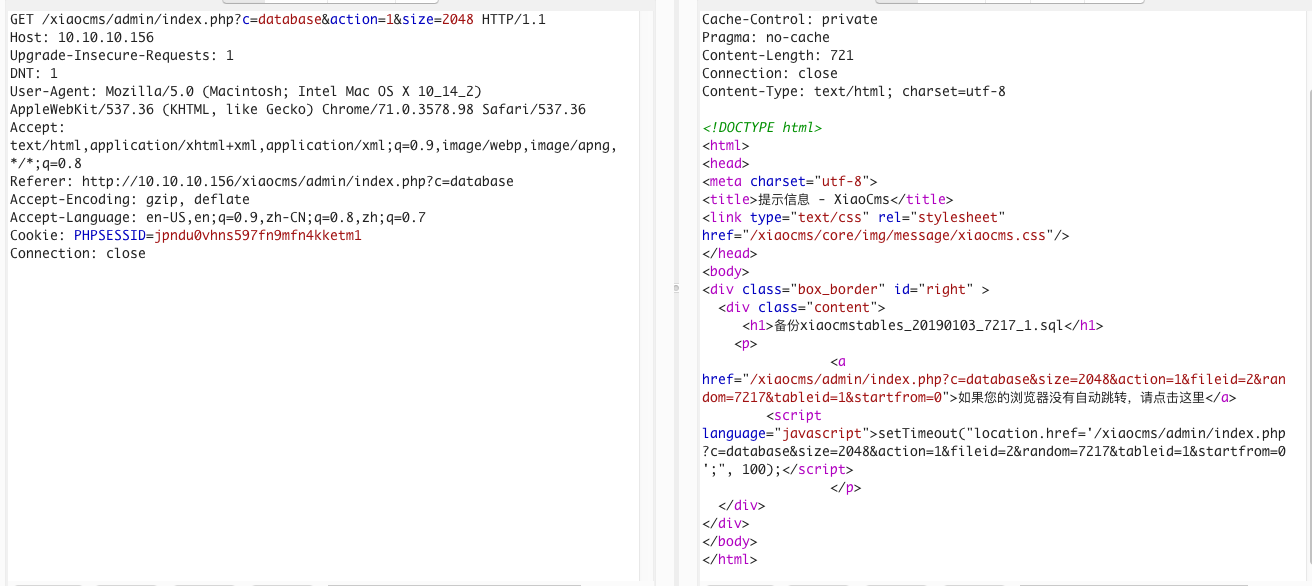 GET /xiaocms/admin/index.php?c=database&action=1&size=2048 HTTP/1.1
Host: 10.10.10.156
Upgrade-Insecure-Requests: 1
DNT: 1
User-Agent: Mozilla/5.0 (Macintosh; Intel Mac OS X 10_14_2)
AppleWebKit/537.36 (KHTML, like Gecko) Chrome/71.0.3578.98 Safari/537.36
Accept:
text/html,application/xhtml+xml,application/xml;q=0.9,image/webp,image/apng,
*/*;q=0.8
Referer: http://10.10.10.156/xiaocms/admin/index.php?c=database
Accept-Encoding: gzip, deflate
Accept-Language: en-US,en;q=0.9,zh-CN;q=0.8,zh;q=0.7
Cookie: PHPSESSID=jpndu0vhns597fn9mfn4kketm1
Connection: close
Cache-Control: private
Pragma: no-cache
Content-Length: 721
Connection: close
Content-Type: text/html; charset=utf-8
<!DOCTYPE html>
<html>
<head>
<meta charset="utf-8">
<title>提示信息 - XiaoCms</title>
<link type="text/css" rel="stylesheet"
href="/xiaocms/core/img/message/xiaocms.css"/>
</head>
<body>
<div class="box_border" id="right" >
<div class="content">
<h1>备份xiaocmstables_20190103_7217_1.sql</h1>
<p>
<a
href="/xiaocms/admin/index.php?c=database&size=2048&action=1&fileid=2&ran
dom=7217&tableid=1&startfrom=0">如果您的浏览器没有自动跳转，请点击这里</a>
<script
language="javascript">setTimeout("location.href='/xiaocms/admin/index.php
?c=database&size=2048&action=1&fileid=2&random=7217&tableid=1&startfrom=0
';", 100);</script>
</p>
</div>
</div>
</body>
</html>